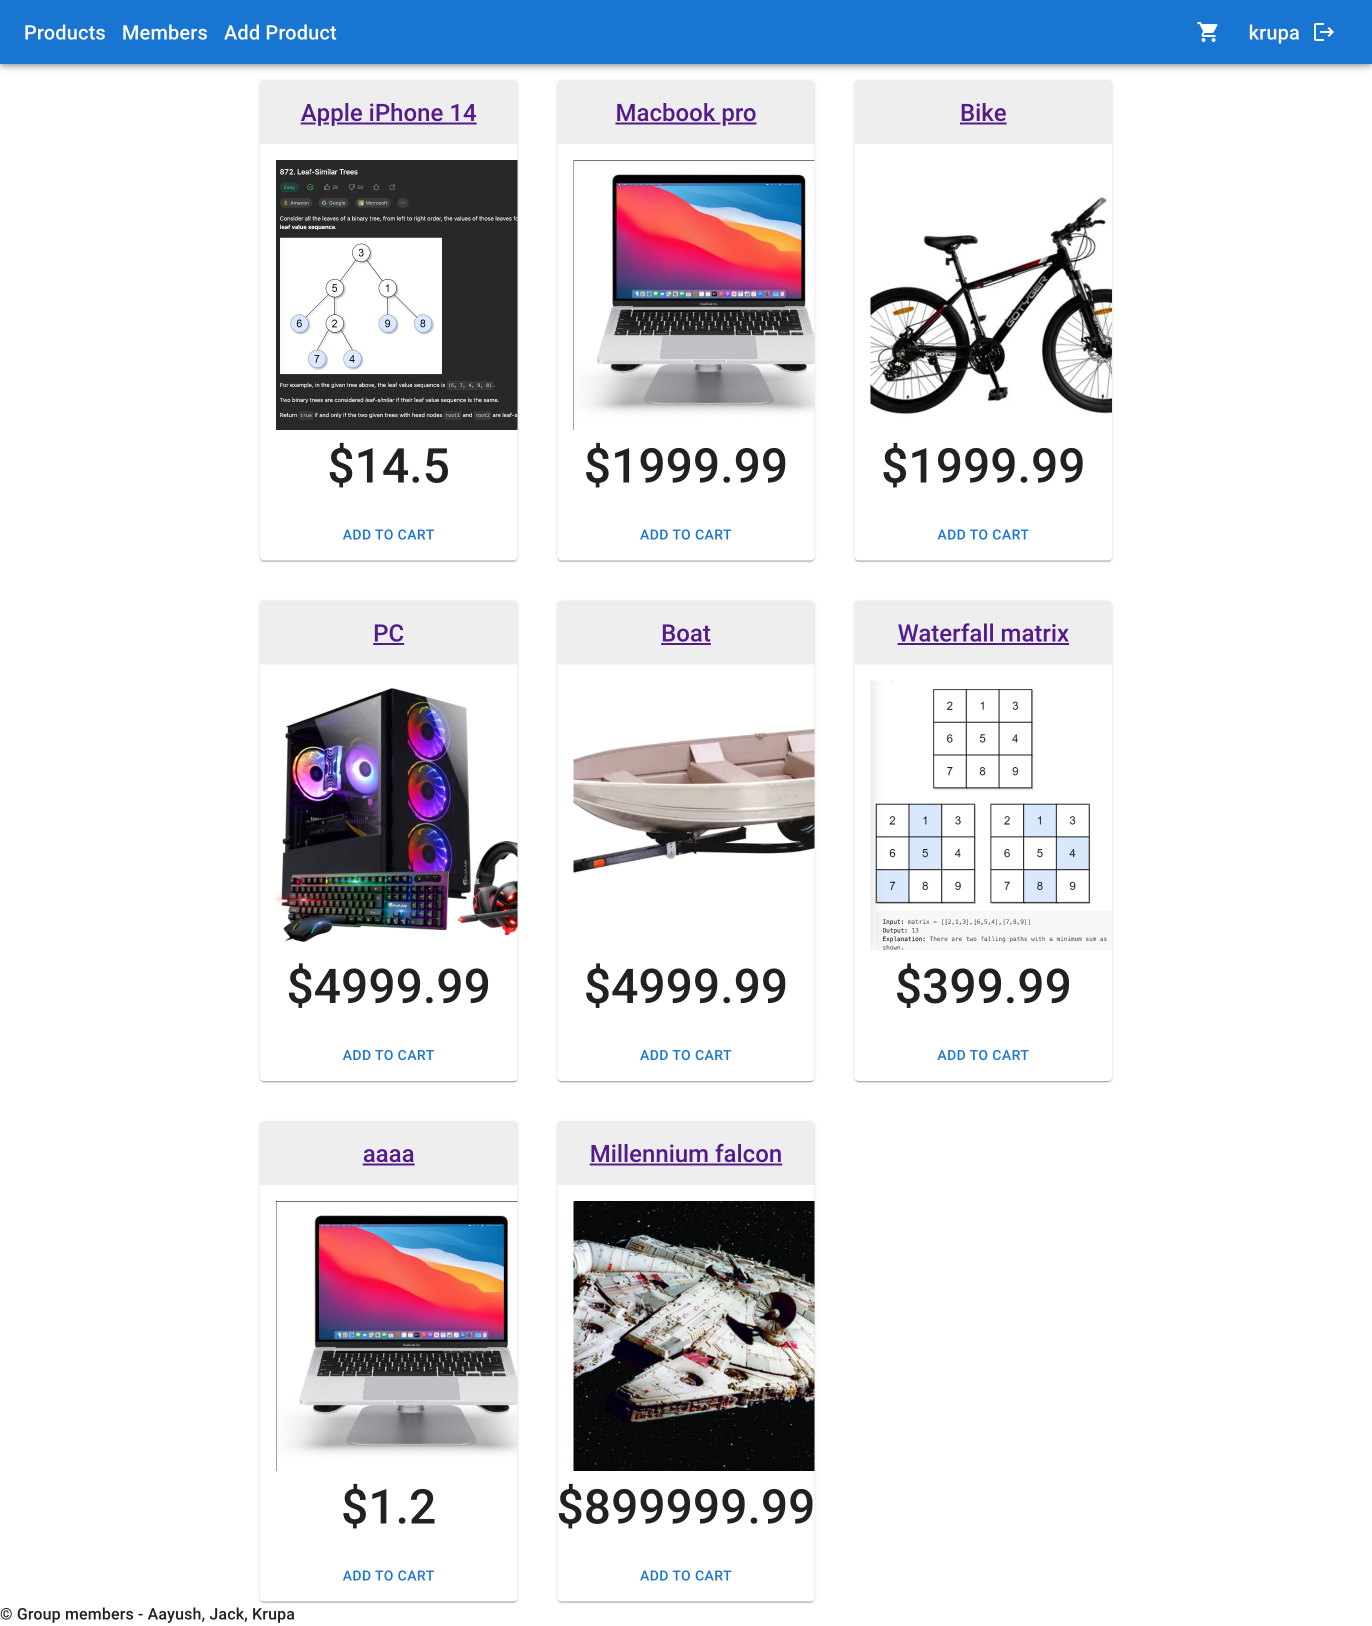 Products Members Add Product krupa
Apple iPhone 14 Macbook pro Bike
872. Leaf-Similar Trees
Easy 2K 53
Amazon Google Microsoft
Consider all the leaves of a binary tree, from left to right order, the values of those leaves
leaf value sequence.
3
5 1
6 2 9 8
7 4
For example, in the given tree above, the leaf value sequence is (6, 7, 4, 9, 8).
Two binary trees are considered leaf-similar if their leaf value sequence is the same.
Return true if and only if the two given trees with head nodes root1 and root2 are leaf-s
MacBook Pro
GOTYGER
$14.5 $1999.99 $1999.99
ADD TO CART ADD TO CART ADD TO CART
PC Boat Waterfall matrix
2 1 3
6 5 4
7 8 9
2 1 3 2 1 3
6 5 4 6 5 4
7 8 9 7 8 9
Input: matrix = [[2,1,3],[6,5,4],[7,8,9]]
Output: 13
Explanation: There are two falling paths with a minimum sum as
shown.
$4999.99 $4999.99 $399.99
ADD TO CART ADD TO CART ADD TO CART
aaaa Millennium falcon
MacBook Pro
$1.2 $899999.99
ADD TO CART ADD TO CART
© Group members - Aayush, Jack, Krupa